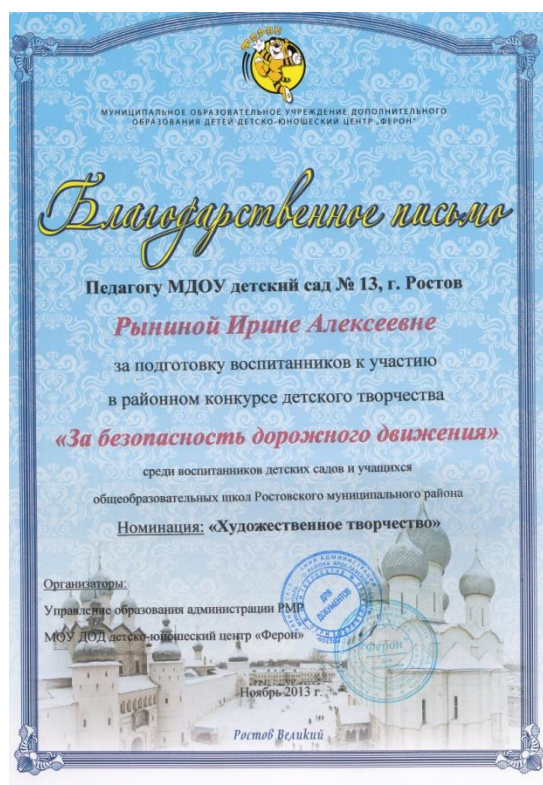 ФЕРОН
МУНИЦИПАЛЬНОЕ ОБРАЗОВАТЕЛЬНОЕ УЧРЕЖДЕНИЕ ДОПОЛНИТЕЛЬНОГО
ОБРАЗОВАНИЯ ДЕТЕЙ ДЕТСКО-ЮНОШЕСКИЙ ЦЕНТР „ФЕРОН"
Благодарственное письмо
Педагогу МДОУ детский сад № 13, г. Ростов
Рыниной Ирине Алексеевне
за подготовку воспитанников к участию
в районном конкурсе детского творчества
«За безопасность дорожного движения»
среди воспитанников детских садов и учащихся
общеобразовательных школ Ростовского муниципального района
Номинация: «Художественное творчество»
Организаторы:
Управление образования администрации РМР
МОУ ДОД детско-юношеский центр «Ферон»
ДЛЯ
ДОКУМЕНТОВ
Ферон
Ноябрь 2013 г.
Ростов Великий